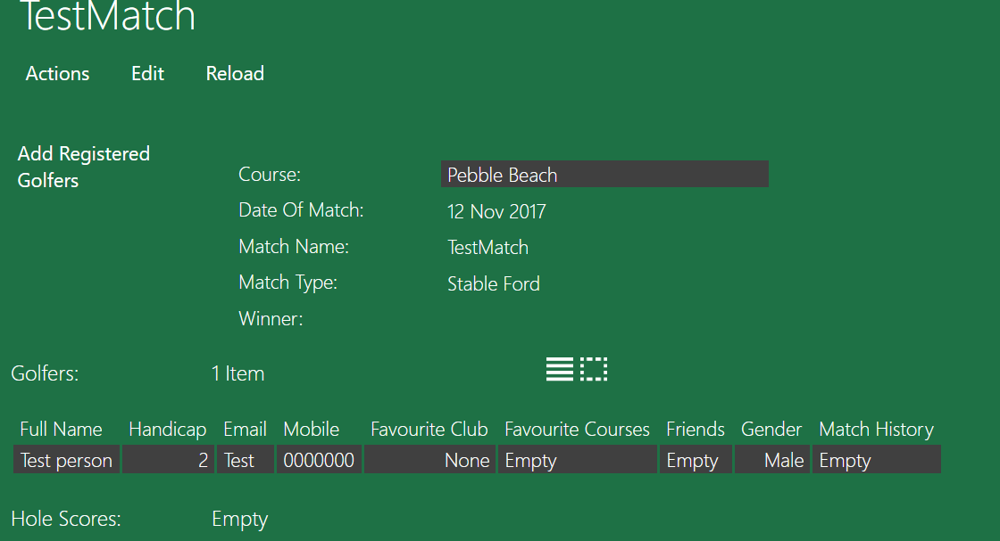 TestMatch
Actions Edit Reload
Add Registered
Golfers
Course: Pebble Beach
Date Of Match: 12 Nov 2017
Match Name: TestMatch
Match Type: Stable Ford
Winner:
Golfers: 1 Item
Full Name Handicap Email Mobile Favourite Club Favourite Courses Friends Gender Match History
Test person 2 Test 0000000 None Empty Empty Male Empty
Hole Scores: Empty